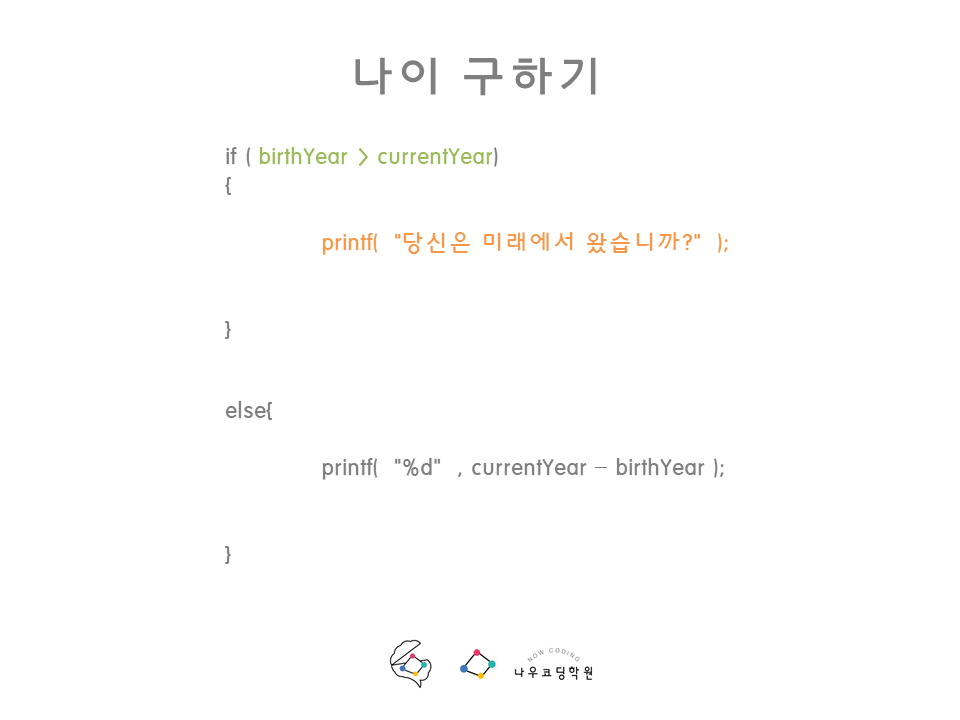 나이 구하기
if ( birthYear > currentYear)
{
printf( "당신은 미래에서 왔습니까?" );
}
else{
printf( "%d" , currentYear - birthYear );
}
NOW CODING
나우코딩학원